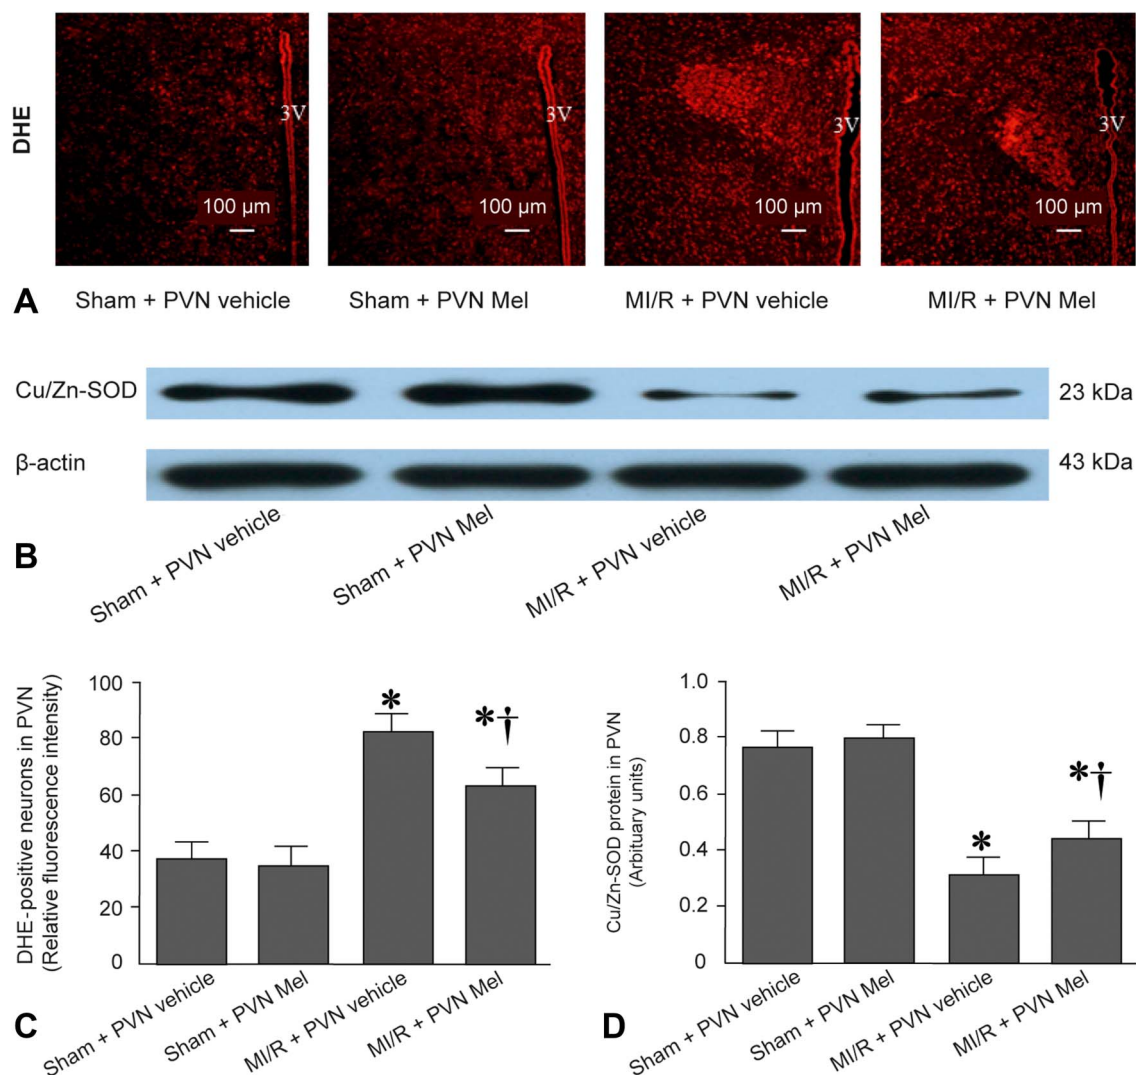 DHE
3V
100 µm
3V
100 µm
3V
100 µm
3V
100 µm
A
Sham + PVN vehicle
Sham + PVN Mel
MI/R + PVN vehicle
MI/R + PVN Mel
Cu/Zn-SOD
23 kDa
β-actin
43 kDa
B
Sham + PVN vehicle
Sham + PVN Mel
MI/R + PVN vehicle
MI/R + PVN Mel
DHE-positive neurons in PVN
(Relative fluorescence intensity)
100
80
60
40
20
0
*
*†
Sham + PVN vehicle
Sham + PVN Mel
MI/R + PVN vehicle
MI/R + PVN Mel
C
Cu/Zn-SOD protein in PVN
(Arbituary units)
1.0
0.8
0.6
0.4
0.2
0
*
*†
Sham + PVN vehicle
Sham + PVN Mel
MI/R + PVN vehicle
MI/R + PVN Mel
D